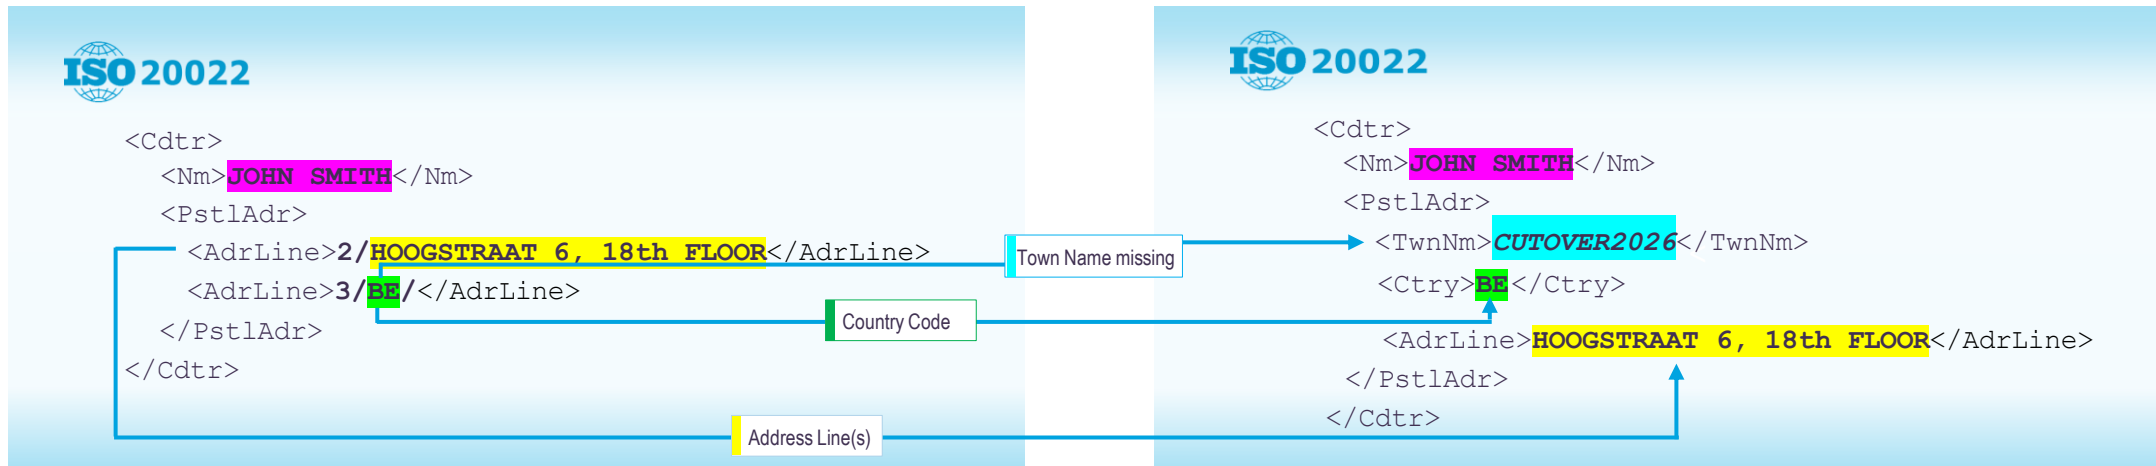 ISO 20022
<Cdtr>
<Nm>JOHN SMITH</Nm>
<PstlAdr>
<AdrLine>2/HOOGSTRAAT 6, 18th FLOOR</AdrLine>
<AdrLine>3/BE/</AdrLine>
</PstlAdr>
</Cdtr>
Town Name missing
Country Code
Address Line(s)
ISO 20022
<Cdtr>
<Nm>JOHN SMITH</Nm>
<PstlAdr>
<TwnNm>CUTOVER2026</TwnNm>
<Ctry>BE</Ctry>
<AdrLine>HOOGSTRAAT 6, 18th FLOOR</AdrLine>
</PstlAdr>
</Cdtr>